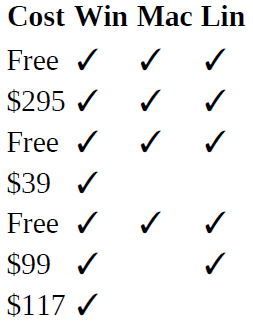 Cost Win Mac Lin
Free ✓ ✓ ✓
$295 ✓ ✓ ✓
Free ✓ ✓ ✓
$39 ✓
Free ✓ ✓ ✓
$99 ✓ ✓
$117 ✓